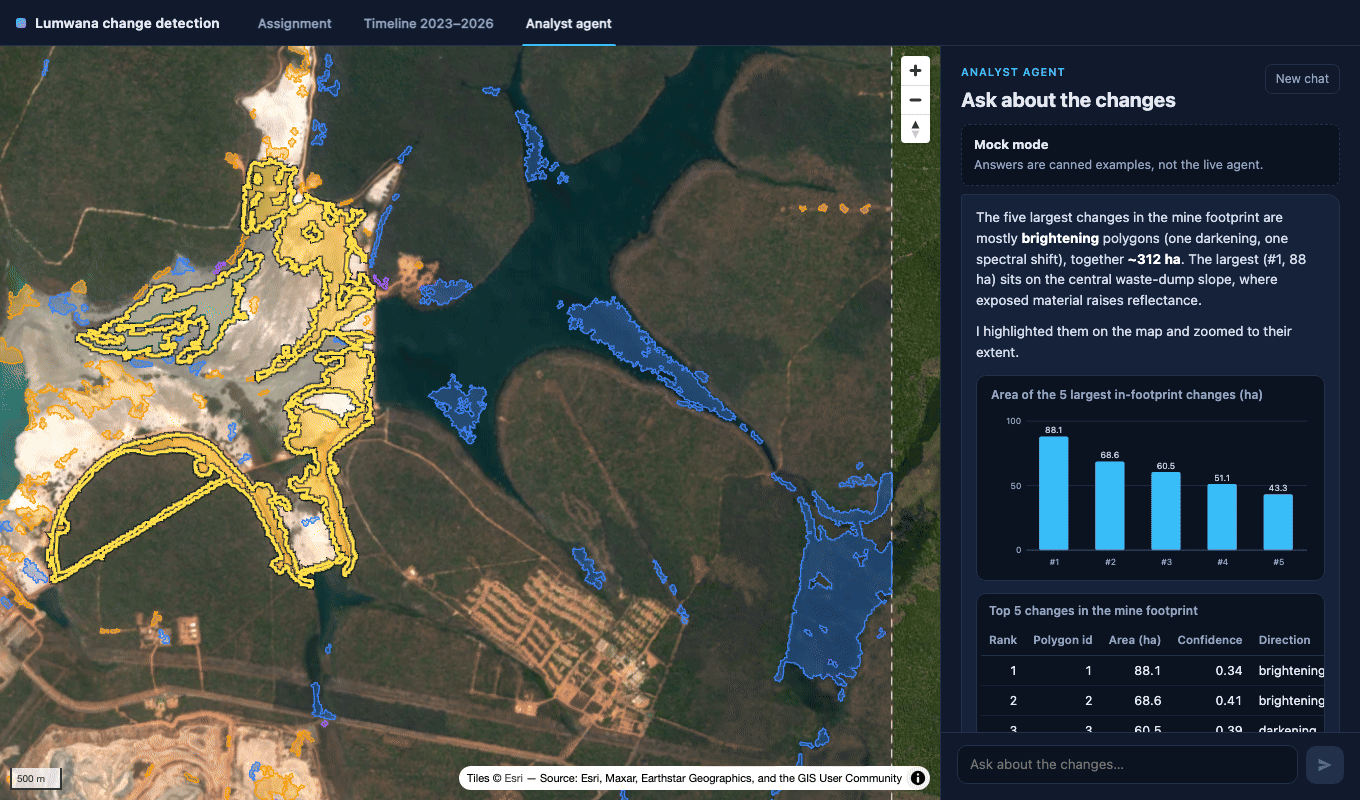 Lumwana change detection
Assignment
Timeline 2023–2026
Analyst agent
ANALYST AGENT
New chat
Ask about the changes
Mock mode
Answers are canned examples, not the live agent.
The five largest changes in the mine footprint are
mostly brightening polygons (one darkening, one
spectral shift), together ~312 ha. The largest (#1, 88
ha) sits on the central waste-dump slope, where
exposed material raises reflectance.
I highlighted them on the map and zoomed to their
extent.
Area of the 5 largest in-footprint changes (ha)
100
50
0
88.1
68.6
60.5
51.1
43.3
#1
#2
#3
#4
#5
Top 5 changes in the mine footprint
Rank Polygon id Area (ha) Confidence Direction
1 1 88.1 0.34 brightening
2 2 68.6 0.41 brightening
3 3 60.5 0.39 darkening
Ask about the changes...
500 m
Tiles © Esri — Source: Esri, Maxar, Earthstar Geographics, and the GIS User Community